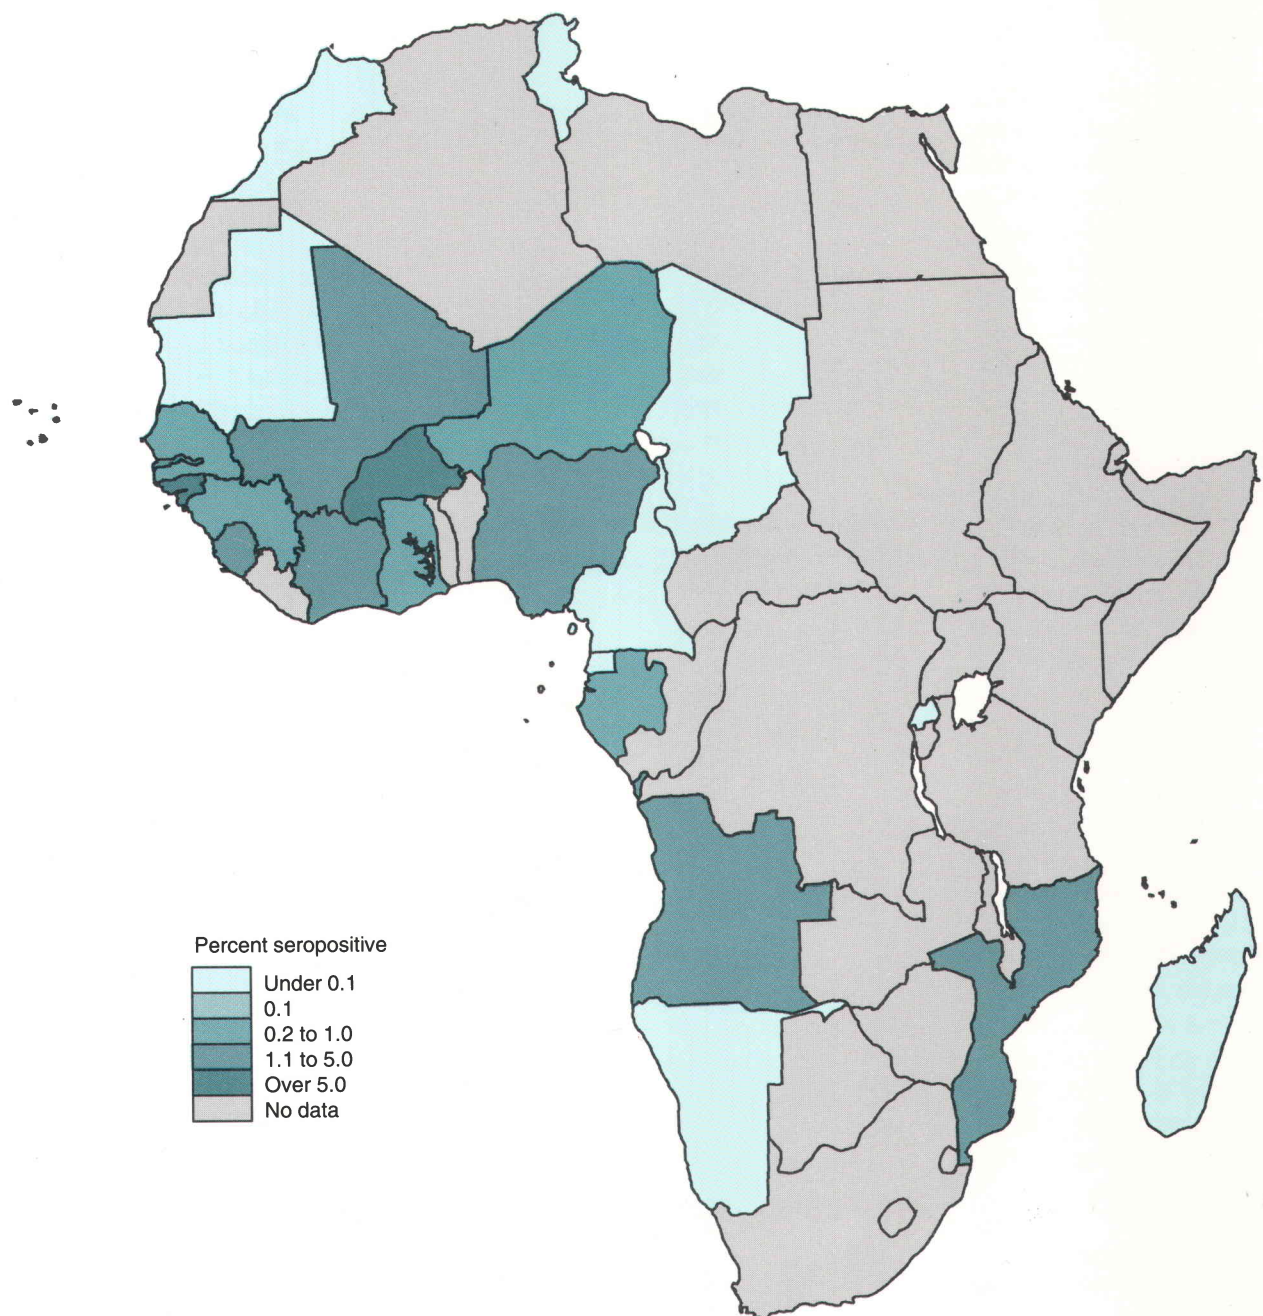 Percent seropositive
Under 0.1
0.1
0.2 to 1.0
1.1 to 5.0
Over 5.0
No data